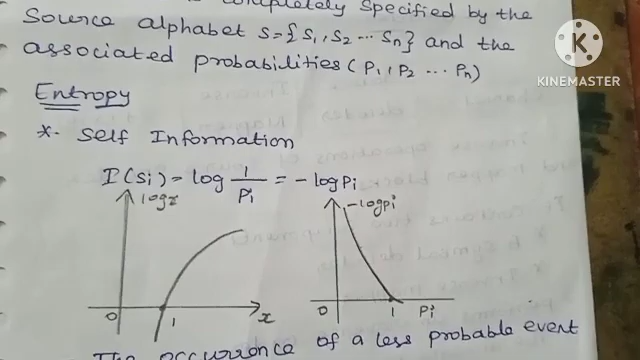 completely specified by the
Source alphabet S={S1, S2 ... Sn} and the
associated probabilities (P1, P2 ... Pn)
Entropy
*. Self Information
I(Si) = log 1/Pi = -log Pi
log x
-log Pi
0 1 x
0 1 Pi
The occurrence of a less probable event
K
KINEMASTER